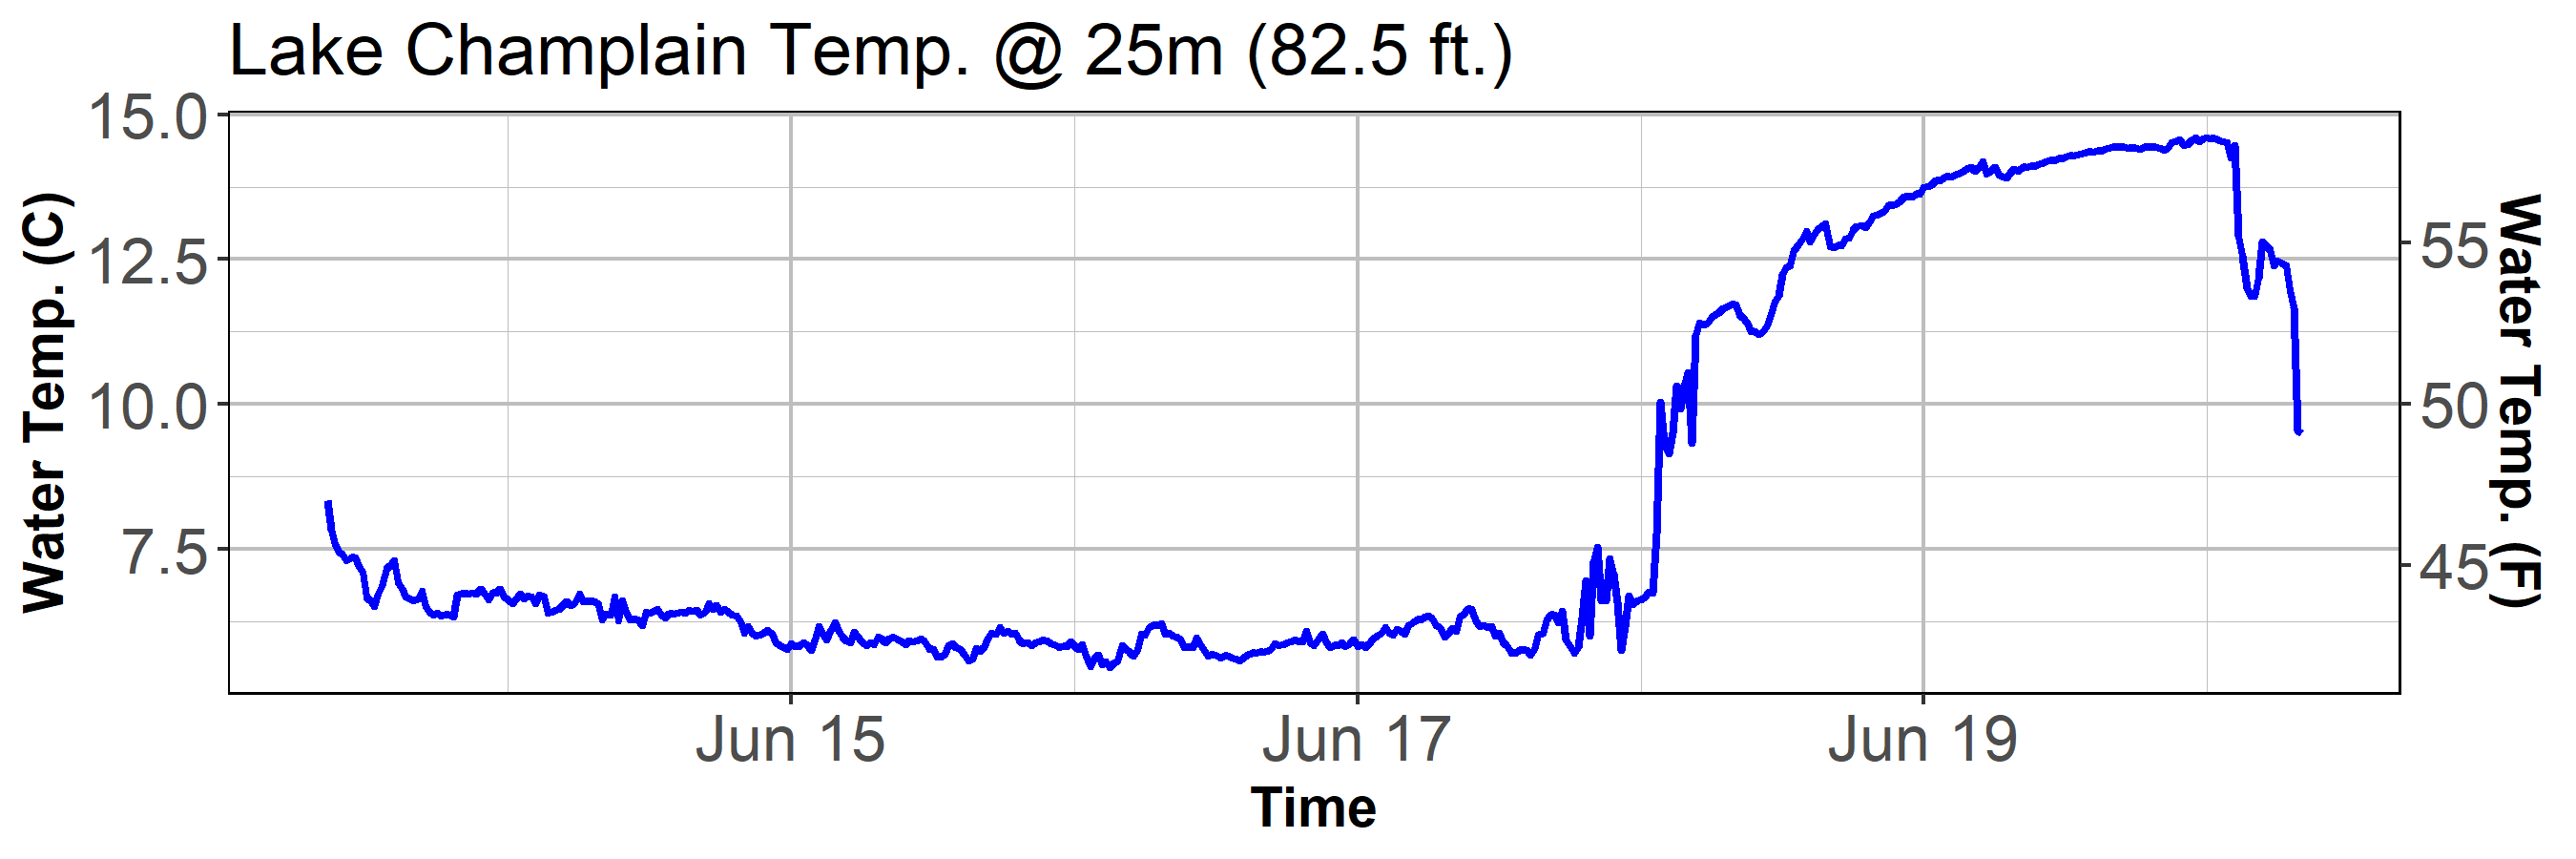 Lake Champlain Temp. @ 25m (82.5 ft.)
Water Temp. (C)
15.0
12.5
10.0
7.5
55
50
45
Water Temp. (F)
Jun 15 Jun 17 Jun 19
Time